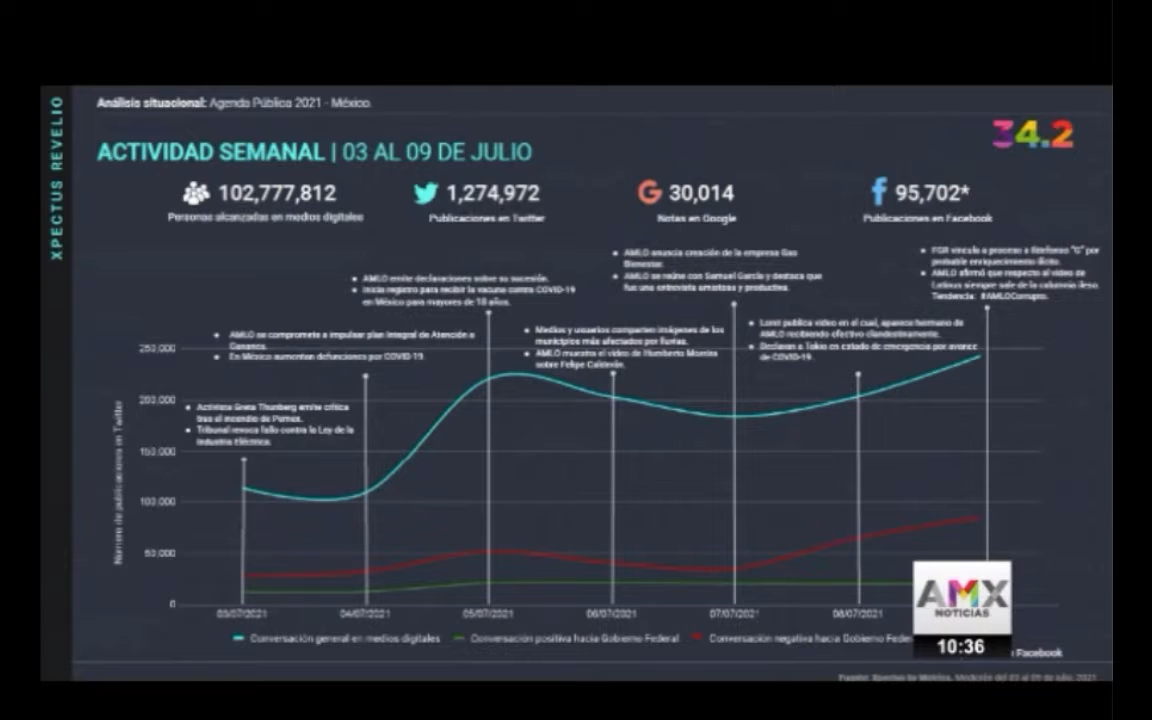 Análisis situacional: Agenda Pública 2021 - México.
XPECTUS REVELIO
34.2
ACTIVIDAD SEMANAL | 03 AL 09 DE JULIO
102,777,812
Personas alcanzadas en medios digitales
1,274,972
Publicaciones en Twitter
30,014
Notas en Google
95,702*
Publicaciones en Facebook
• FGR vincula a proceso a Ildefonso "G" por
probable enriquecimiento ilícito.
• AMLO afirmó que respecto al video de
Latinus siempre sale de la calumnia ileso.
Tendencia: #AMLOCorrupto.
• AMLO anuncia creación de la empresa Gas
Bienestar.
• AMLO se reúne con Samuel García y destaca que
fue una entrevista amistosa y productiva.
• AMLO emite declaraciones sobre su sucesión.
• Inicia registro para recibir la vacuna contra COVID-19
en México para mayores de 18 años.
• Loret publica video en el cual, aparece hermano de
AMLO recibiendo efectivo clandestinamente.
• Declaran a Tokio en estado de emergencia por avance
de COVID-19.
• Medios y usuarios comparten imágenes de los
municipios más afectados por lluvias.
• AMLO muestra el video de Humberto Moreira
sobre Felipe Calderón.
• AMLO se compromete a impulsar plan Integral de Atención a
Cananea.
• En México aumentan defunciones por COVID-19.
• Activista Greta Thunberg emite crítica
tras el incendio de Pemex.
• Tribunal revoca fallo contra la Ley de la
Industria Eléctrica.
Número de publicaciones en Twitter
250,000
200,000
150,000
100,000
50,000
0
03/07/2021 04/07/2021 05/07/2021 06/07/2021 07/07/2021 08/07/2021
Conversación general en medios digitales Conversación positiva hacia Gobierno Federal Conversación negativa hacia Gobierno
AMX
NOTICIAS
10:36
Facebook
Medición del 03 al 09 de julio, 2021